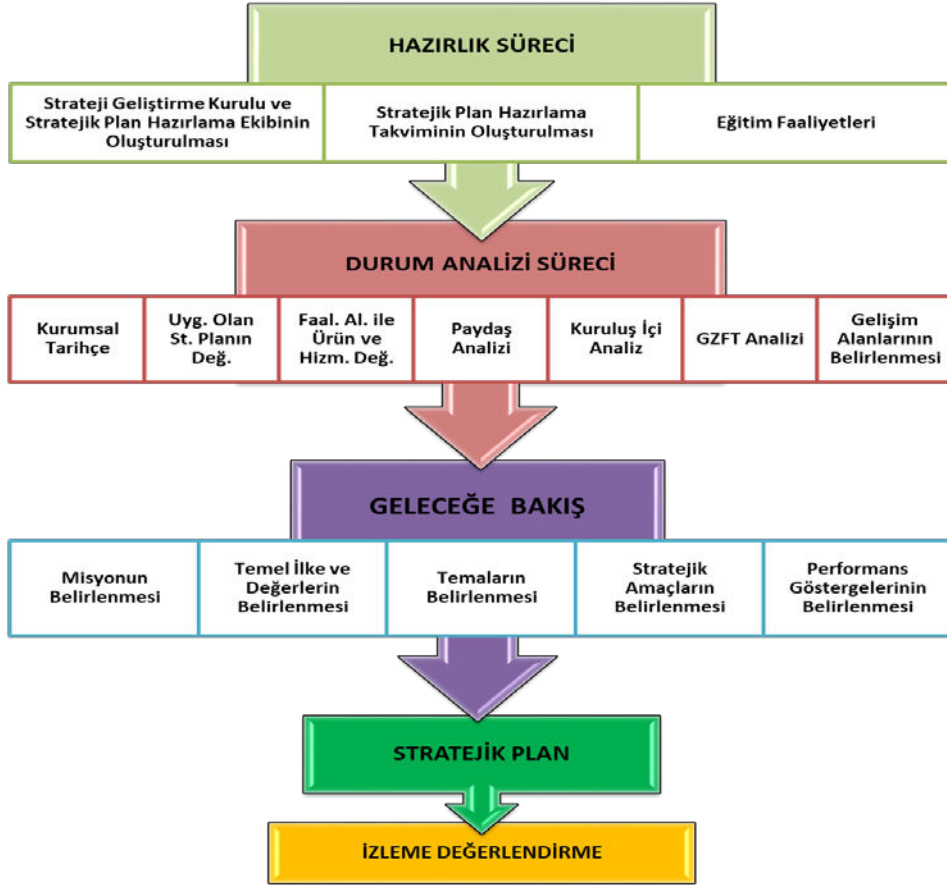 HAZIRLIK SÜRECİ
Strateji Geliştirme Kurulu ve
Stratejik Plan Hazırlama Ekibinin
Oluşturulması
Stratejik Plan Hazırlama
Takviminin Oluşturulması
Eğitim Faaliyetleri
DURUM ANALİZİ SÜRECİ
Kurumsal
Tarihçe
Uyg. Olan
St. Planın
Değ.
Faal. Al. ile
Ürün ve
Hizm. Değ.
Paydaş
Analizi
Kuruluş İçi
Analiz
GZFT Analizi
Gelişim
Alanlarının
Belirlenmesi
GELECEĞE BAKIŞ
Misyonun
Belirlenmesi
Temel İlke ve
Değerlerin
Belirlenmesi
Temaların
Belirlenmesi
Stratejik
Amaçların
Belirlenmesi
Performans
Göstergelerinin
Belirlenmesi
STRATEJİK PLAN
İZLEME DEĞERLENDİRME